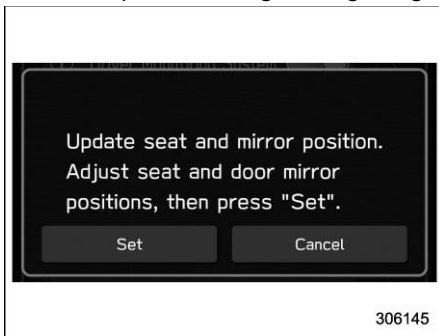 Update seat and mirror position.
Adjust seat and door mirror
positions, then press "Set".
Set
Cancel
306145